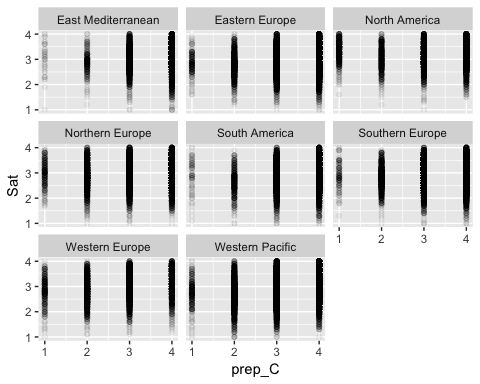 East Mediterranean Eastern Europe North America
4
3
2
1
Northern Europe South America Southern Europe
4
3
2
1
1 2 3 4
Western Europe Western Pacific
4
3
2
1
1 2 3 4 1 2 3 4
Sat
prep_C